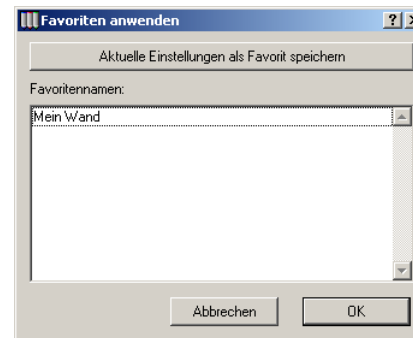 Favoriten anwenden
Aktuelle Einstellungen als Favorit speichern
Favoritennamen:
Mein Wand
Abbrechen OK